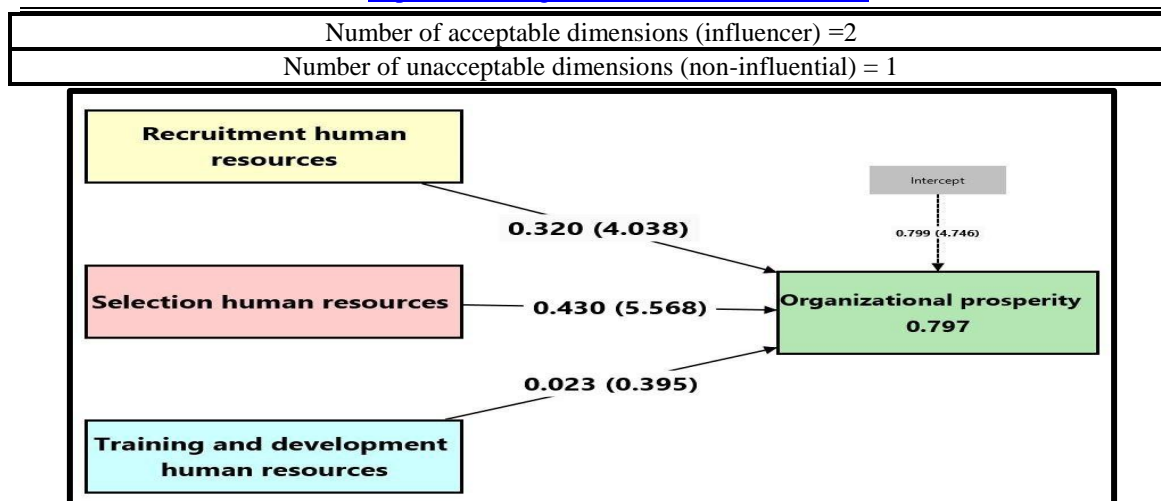 Number of acceptable dimensions (influencer) =2
Number of unacceptable dimensions (non-influential) = 1
Recruitment human
resources
Intercept
0.320 (4.038)
0.799 (4.746)
Selection human resources
0.430 (5.568)
Organizational prosperity
0.797
0.023 (0.395)
Training and development
human resources